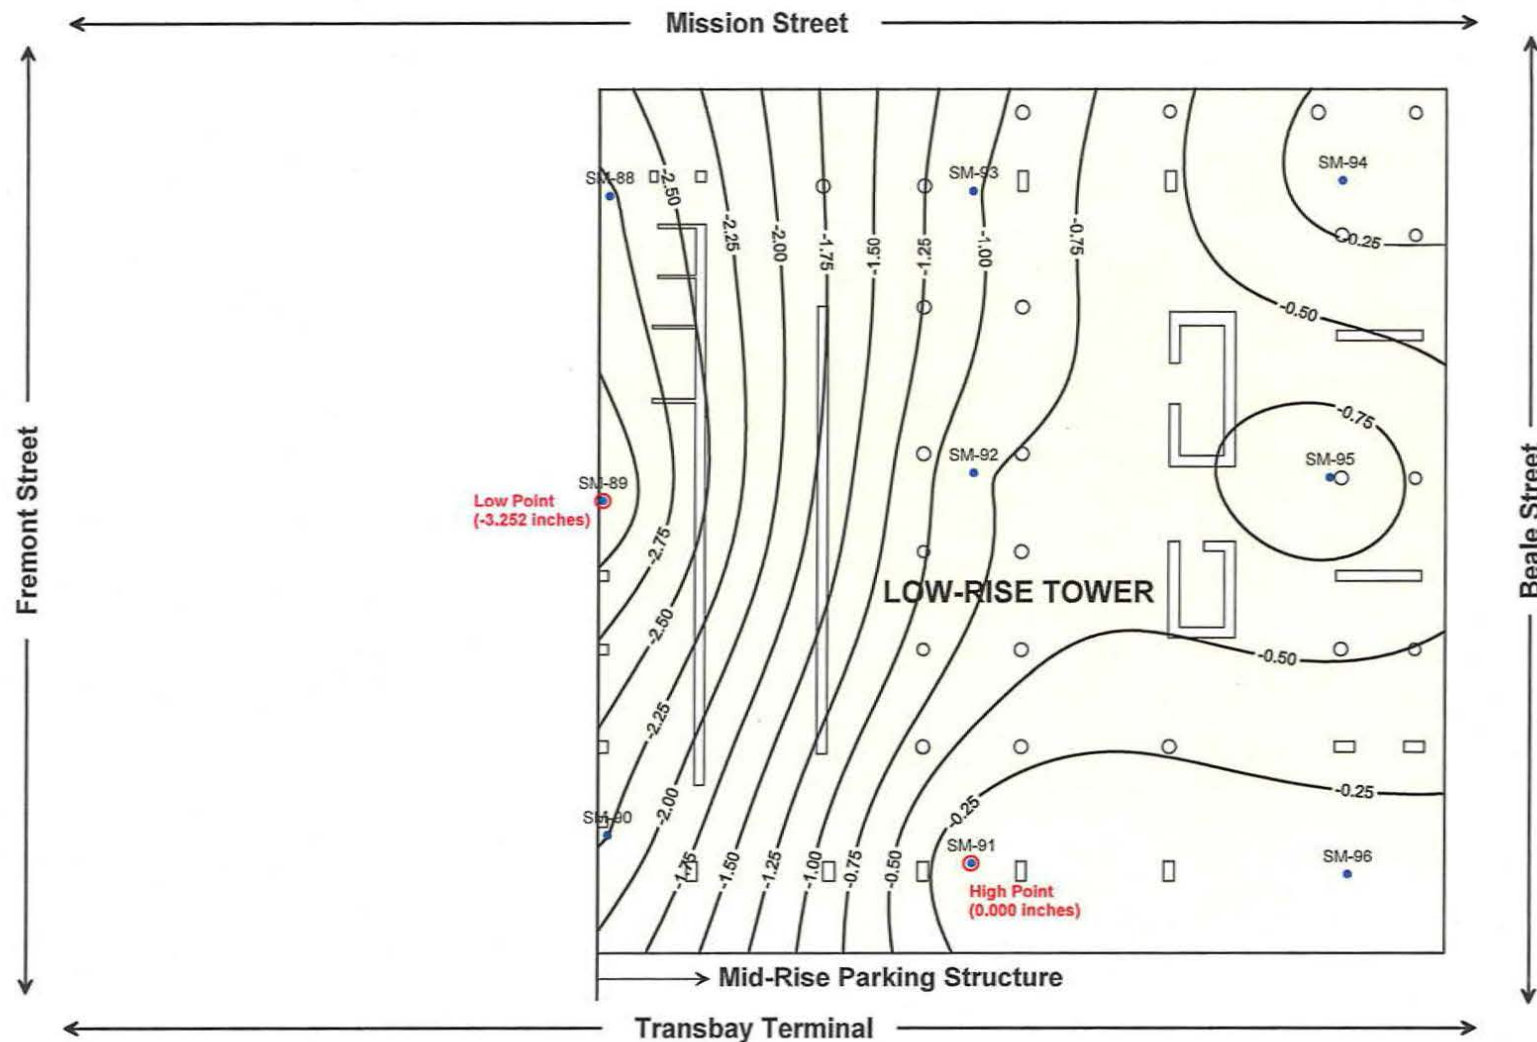 Mission Street
Fremont Street
Beale Street
SM-88
SM-93
SM-94
-2.50
-2.25
-2.00
-1.75
-1.50
-1.25
-1.00
-0.75
-0.25
-0.50
-0.75
SM-89
SM-92
SM-95
Low Point
(-3.252 inches)
-2.75
LOW-RISE TOWER
-2.50
-0.50
-2.25
-2.00
-0.25
-0.25
SM-90
SM-91
SM-96
-1.75
-1.50
-1.25
-1.00
-0.75
-0.50
High Point
(0.000 inches)
Mid-Rise Parking Structure
Transbay Terminal